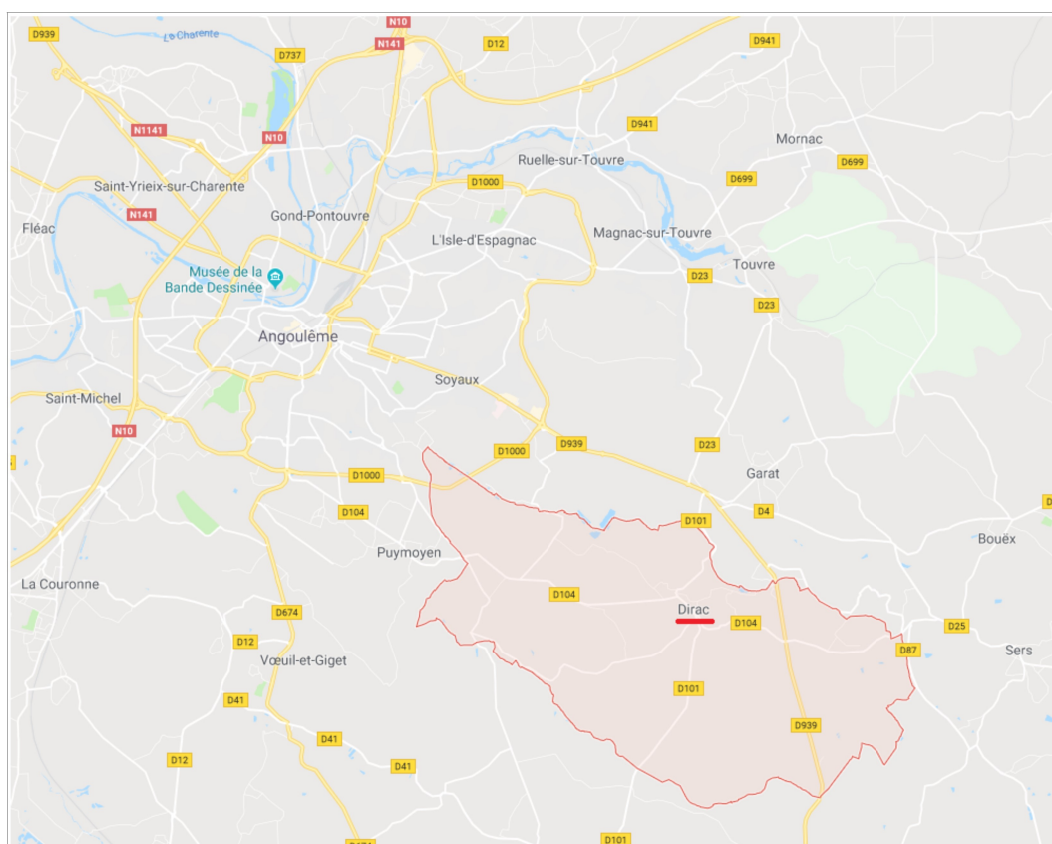 N10
D939
La Charente
N141
D12
D941
D737
D941
N1141
N10
Mornac
Ruelle-sur-Touvre
D699
D699
D1000
Saint-Yrieix-sur-Charente
N141
Gond-Pontouvre
Fléac
L'Isle-d'Espagnac
Magnac-sur-Touvre
Touvre
D23
Musée de la
Bande Dessinée
D23
Angoulême
Soyaux
Saint-Michel
N10
D939
D23
D1000
D1000
Garat
D104
D4
D101
Bouëx
Puymoyen
La Couronne
D104
Dirac
D674
D104
D25
D12
D87
Sers
Vœuil-et-Giget
D101
D41
D939
D41
D12
D41
D101